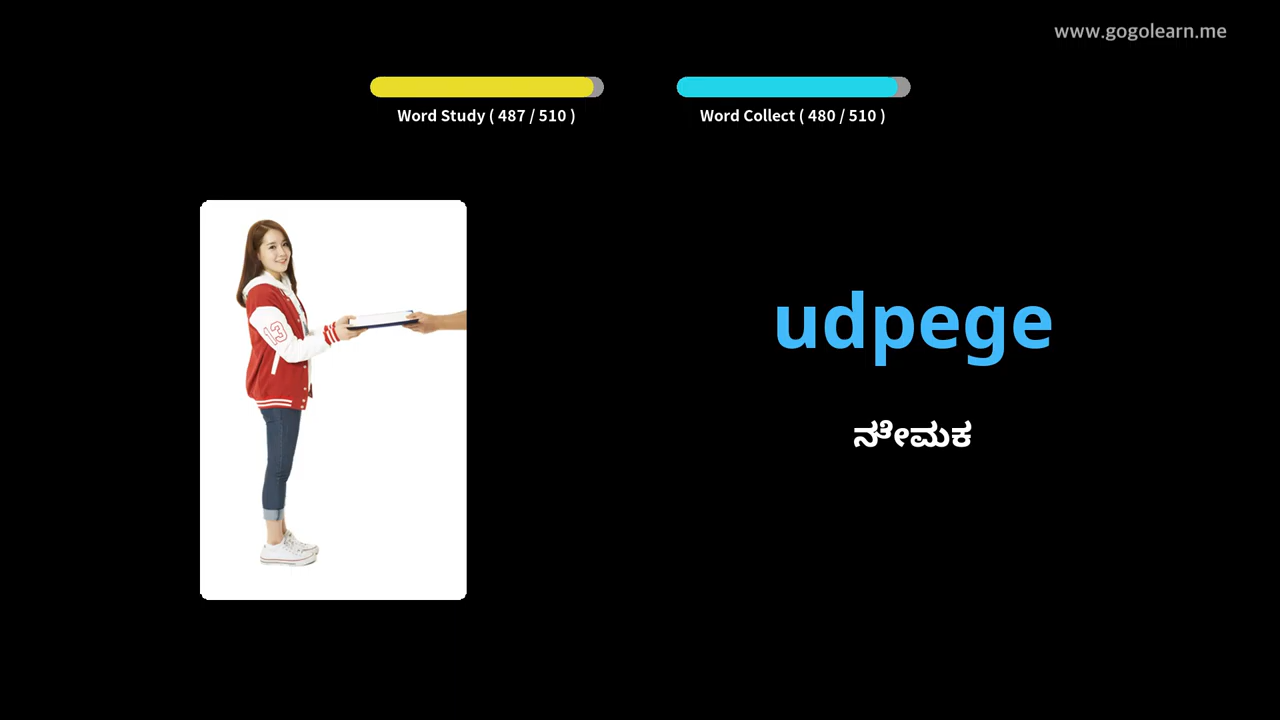 www.gogolearn.me
Word Study ( 487 / 510 )
Word Collect ( 480 / 510 )
13
udpege
ನೇಮಕ